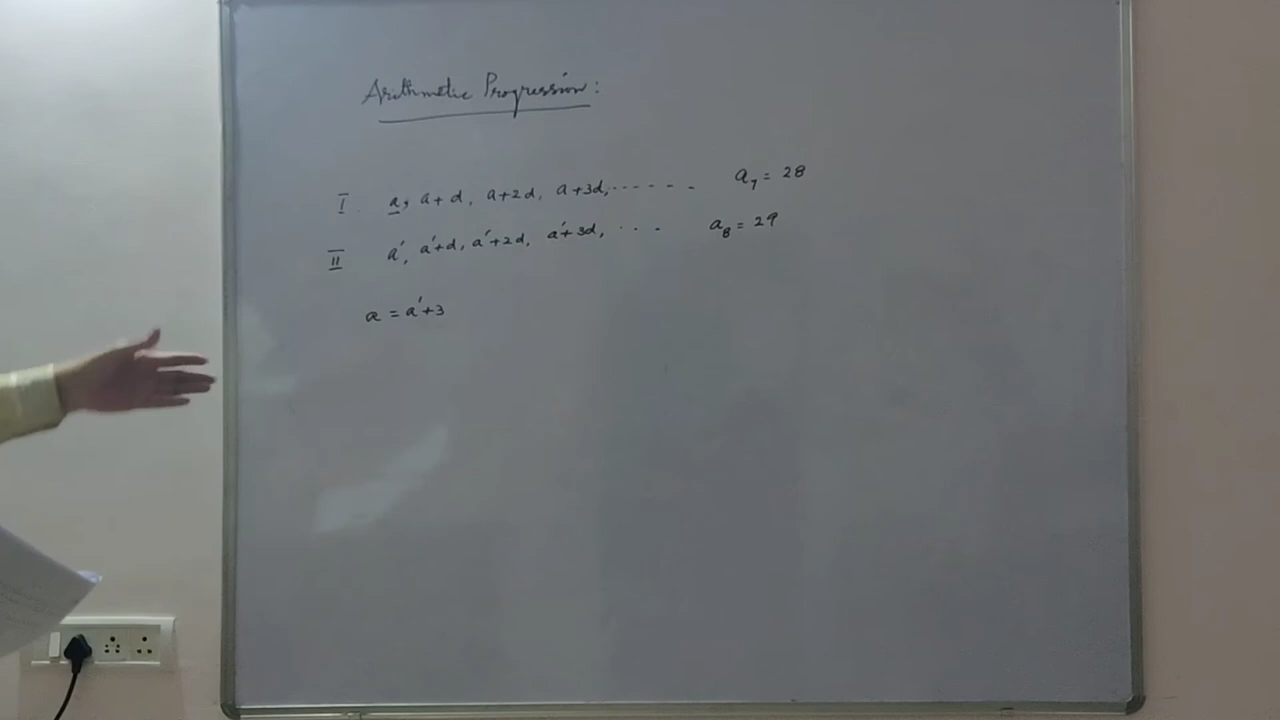 Arithmetic Progression:
I a, a+d, a+2d, a+3d,...... a₇ = 28
II a', a'+d, a'+2d, a'+3d, ... a₈ = 29
a = a'+3